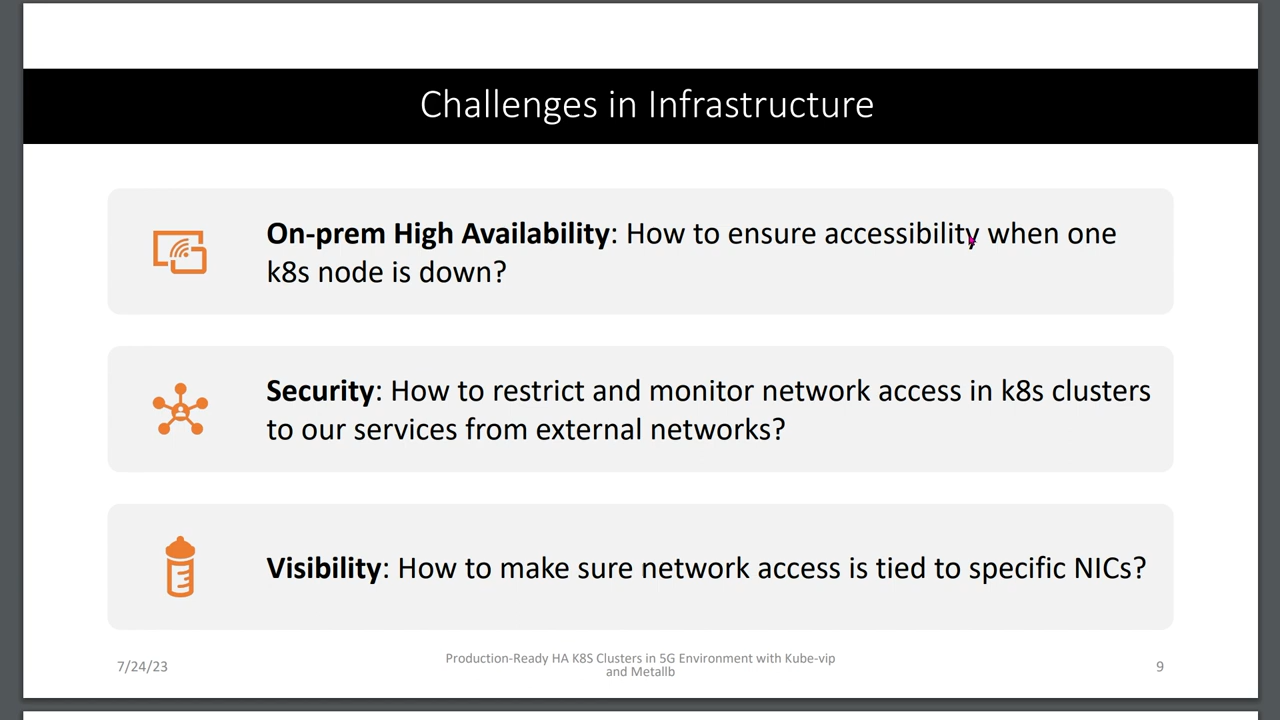 Challenges in Infrastructure
On-prem High Availability: How to ensure accessibility when one
k8s node is down?
Security: How to restrict and monitor network access in k8s clusters
to our services from external networks?
Visibility: How to make sure network access is tied to specific NICs?
7/24/23
Production-Ready HA K8S Clusters in 5G Environment with Kube-vip
and Metallb
9